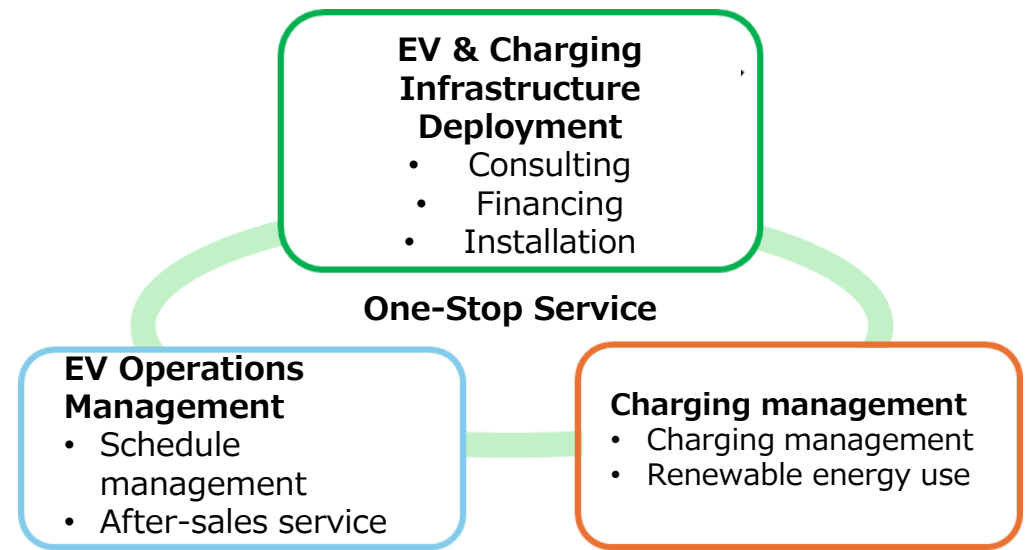 EV & Charging
Infrastructure
Deployment
• Consulting
• Financing
• Installation
One-Stop Service
EV Operations
Management
• Schedule
management
• After-sales service
Charging management
• Charging management
• Renewable energy use